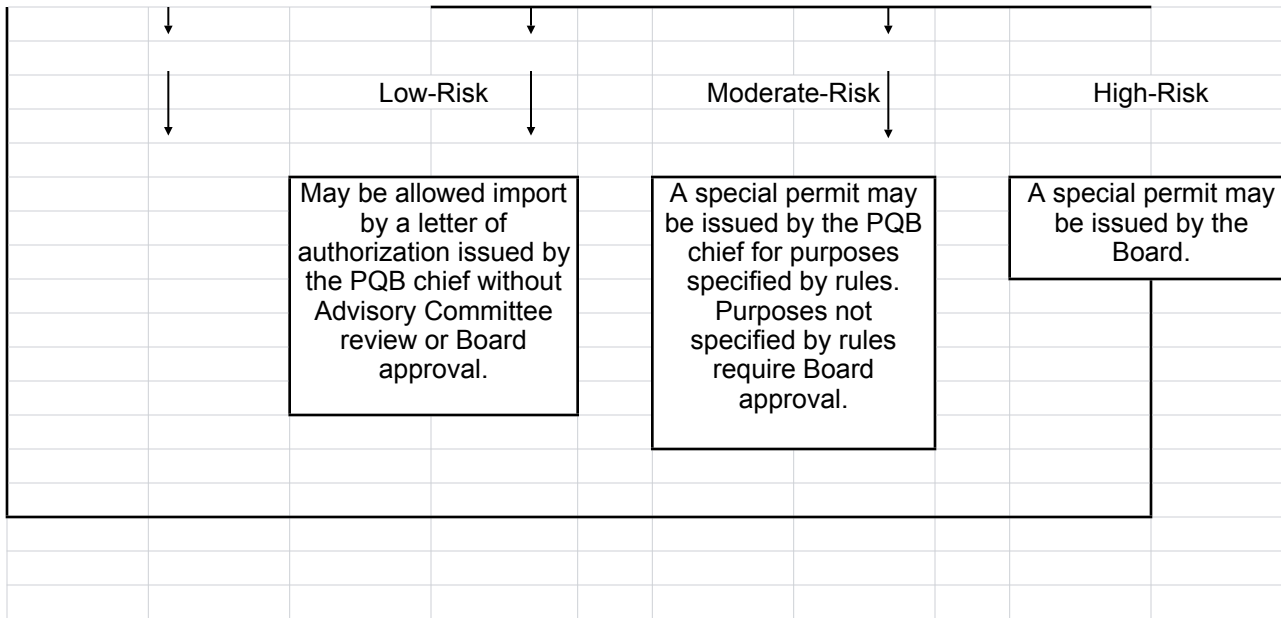 Low-Risk
Moderate-Risk
High-Risk
May be allowed import
by a letter of
authorization issued by
the PQB chief without
Advisory Committee
review or Board
approval.
A special permit may
be issued by the PQB
chief for purposes
specified by rules.
Purposes not
specified by rules
require Board
approval.
A special permit may
be issued by the
Board.